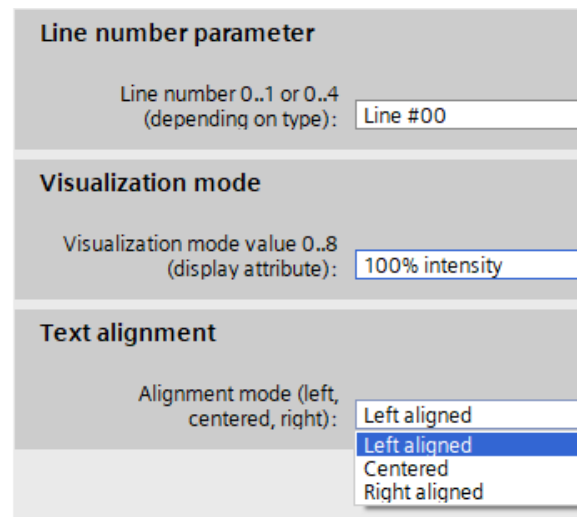 Line number parameter
Line number 0..1 or 0..4
(depending on type):
Line #00
Visualization mode
Visualization mode value 0..8
(display attribute):
100% intensity
Text alignment
Alignment mode (left,
centered, right):
Left aligned
Left aligned
Centered
Right aligned